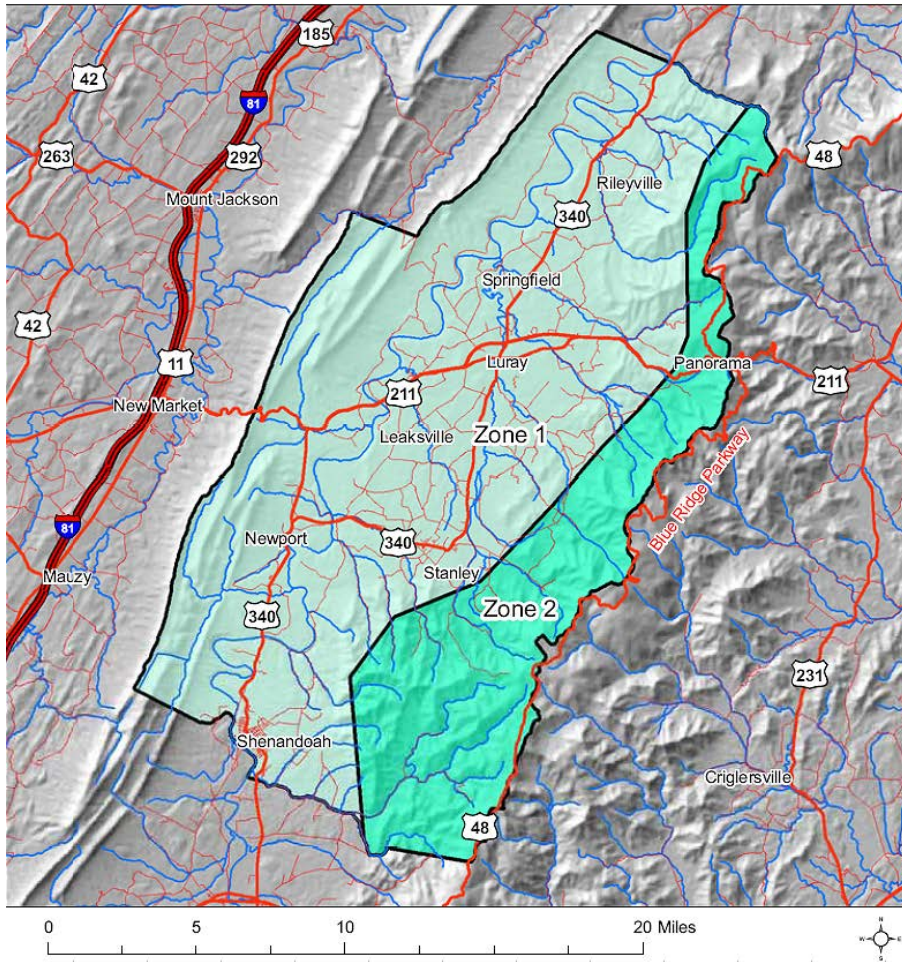 185
42
81
263
292
48
Rileyville
Mount Jackson
340
Springfield
42
11
Luray
Panorama
211
211
New Market
Leaksville
Zone 1
Blue Ridge Parkway
81
Newport
340
Mauzy
Stanley
Zone 2
340
231
Shenandoah
Criglersville
48
0 5 10 20 Miles
N
W E
S